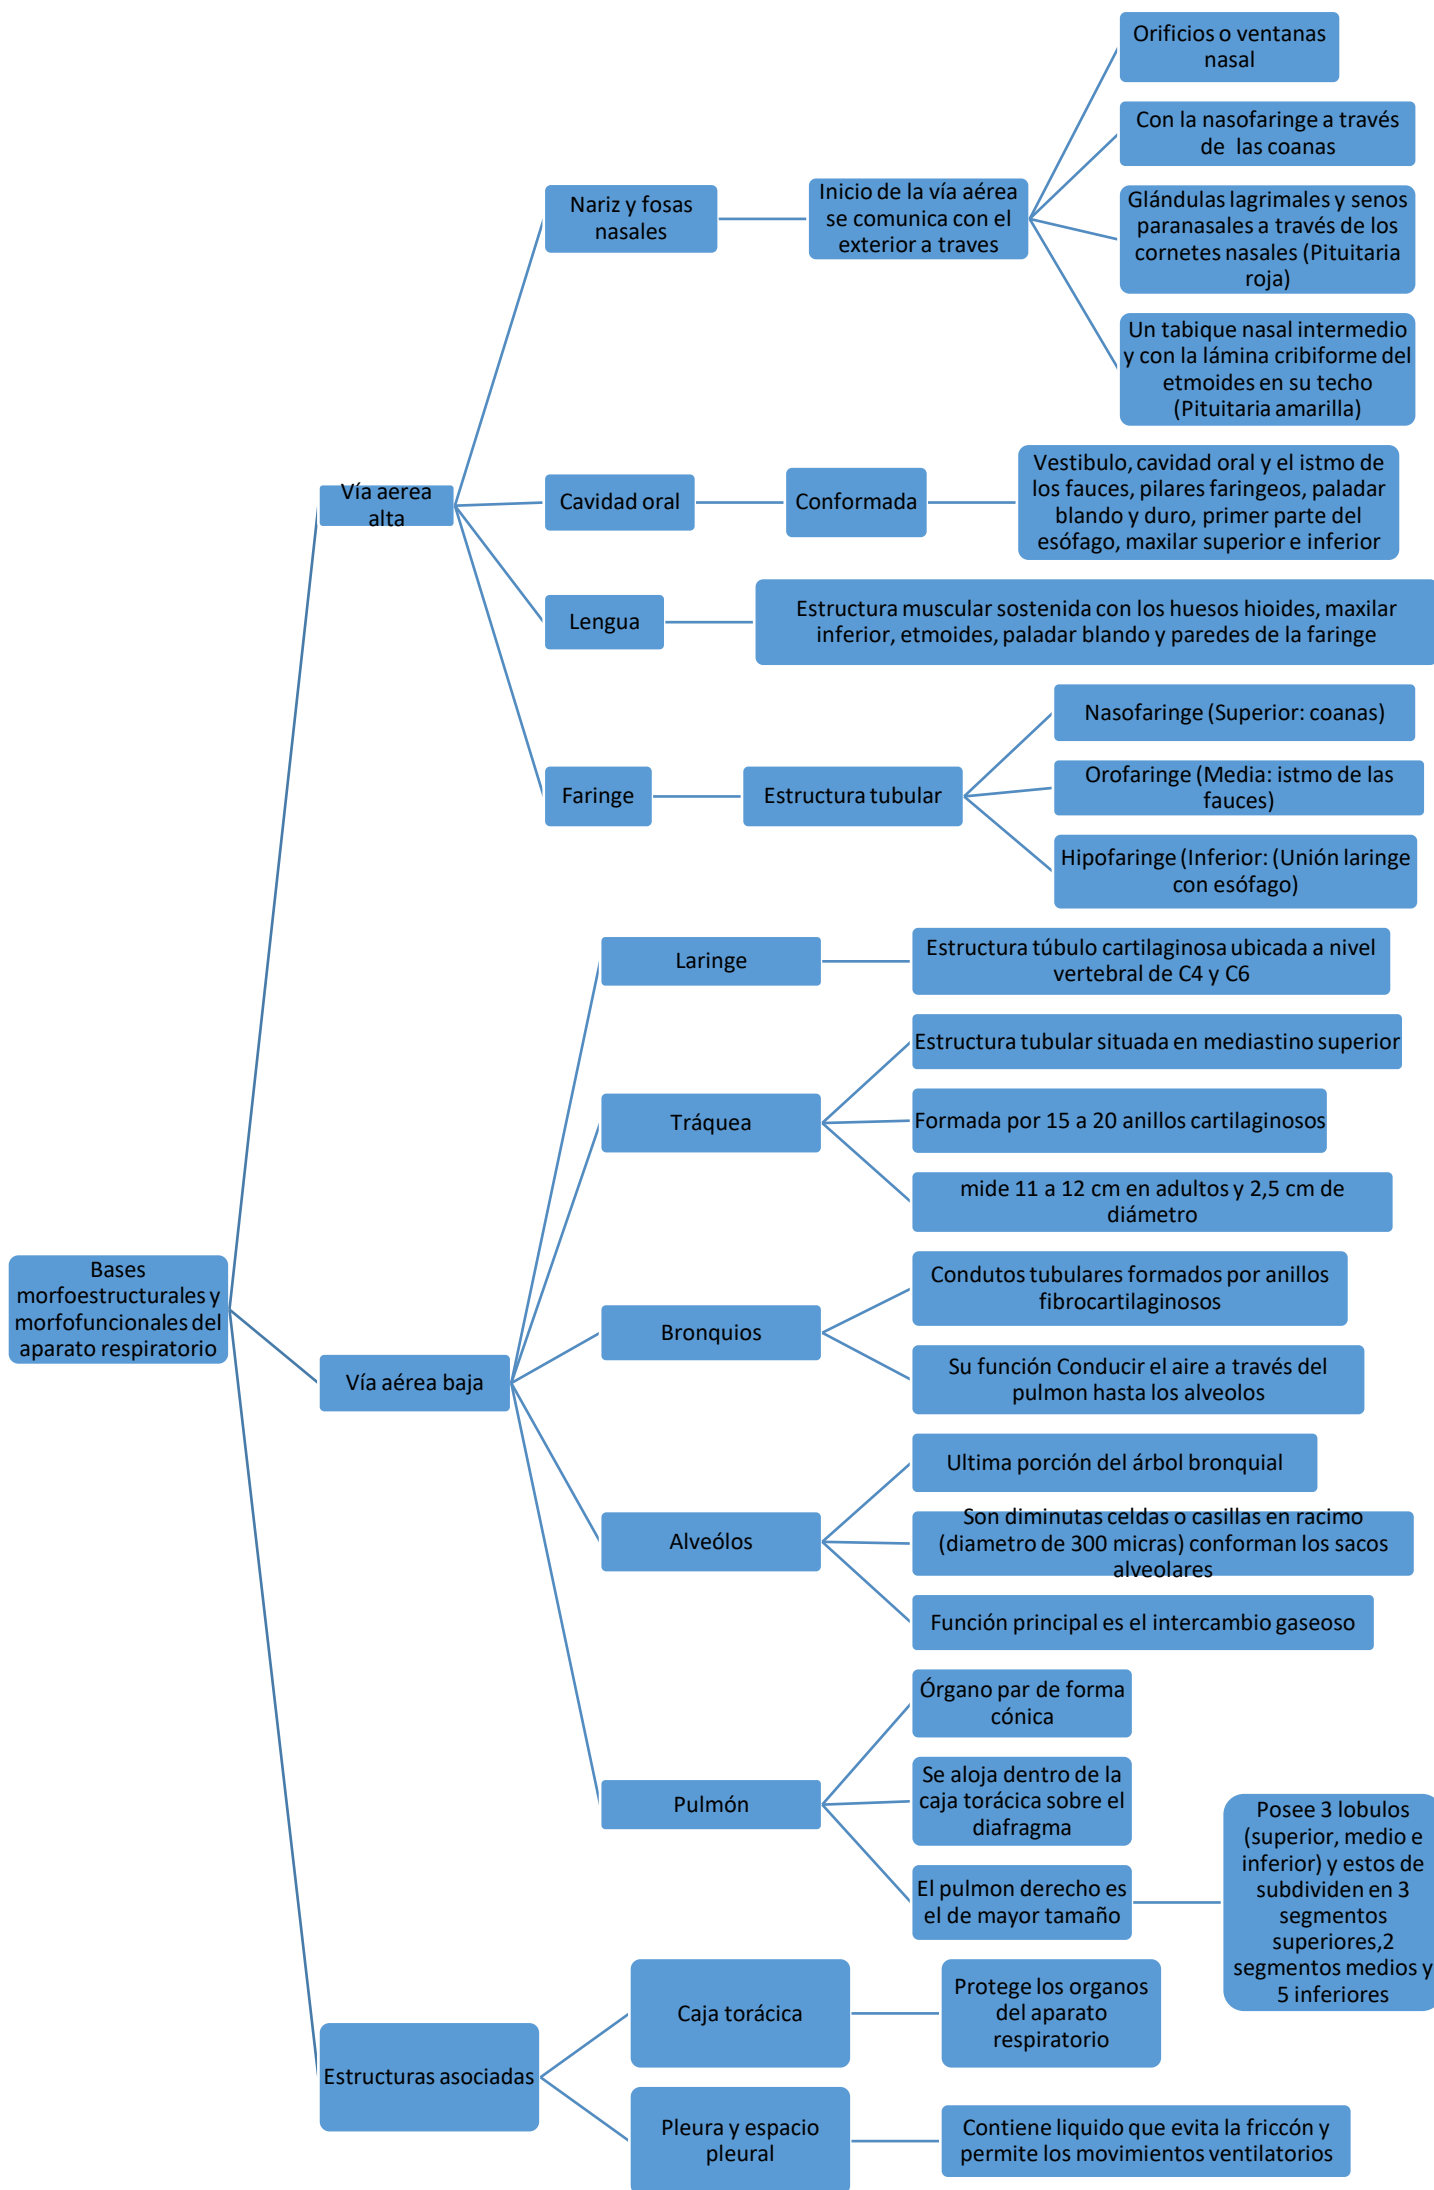 Bases
morfoestructurales y
morfofuncionales del
aparato respiratorio
Vía aerea
alta
Nariz y fosas
nasales
Inicio de la vía aérea
se comunica con el
exterior a traves
Orificios o ventanas
nasal
Con la nasofaringe a través
de las coanas
Glándulas lagrimales y senos
paranasales a través de los
cornetes nasales (Pituitaria
roja)
Un tabique nasal intermedio
y con la lámina cribiforme del
etmoides en su techo
(Pituitaria amarilla)
Cavidad oral
Conformada
Vestibulo, cavidad oral y el istmo de
los fauces, pilares faringeos, paladar
blando y duro, primer parte del
esófago, maxilar superior e inferior
Lengua
Estructura muscular sostenida con los huesos hioides, maxilar
inferior, etmoides, paladar blando y paredes de la faringe
Faringe
Estructura tubular
Nasofaringe (Superior: coanas)
Orofaringe (Media: istmo de las
fauces)
Hipofaringe (Inferior: (Unión laringe
con esófago)
Vía aérea baja
Laringe
Estructura túbulo cartilaginosa ubicada a nivel
vertebral de C4 y C6
Tráquea
Estructura tubular situada en mediastino superior
Formada por 15 a 20 anillos cartilaginosos
mide 11 a 12 cm en adultos y 2,5 cm de
diámetro
Bronquios
Condutos tubulares formados por anillos
fibrocartilaginosos
Su función Conducir el aire a través del
pulmon hasta los alveolos
Alveólos
Ultima porción del árbol bronquial
Son diminutas celdas o casillas en racimo
(diametro de 300 micras) conforman los sacos
alveolares
Función principal es el intercambio gaseoso
Pulmón
Órgano par de forma
cónica
Se aloja dentro de la
caja torácica sobre el
diafragma
El pulmon derecho es
el de mayor tamaño
Posee 3 lobulos
(superior, medio e
inferior) y estos de
subdividen en 3
segmentos
superiores,2
segmentos medios y
5 inferiores
Estructuras asociadas
Caja torácica
Protege los organos
del aparato
respiratorio
Pleura y espacio
pleural
Contiene liquido que evita la friccón y
permite los movimientos ventilatorios